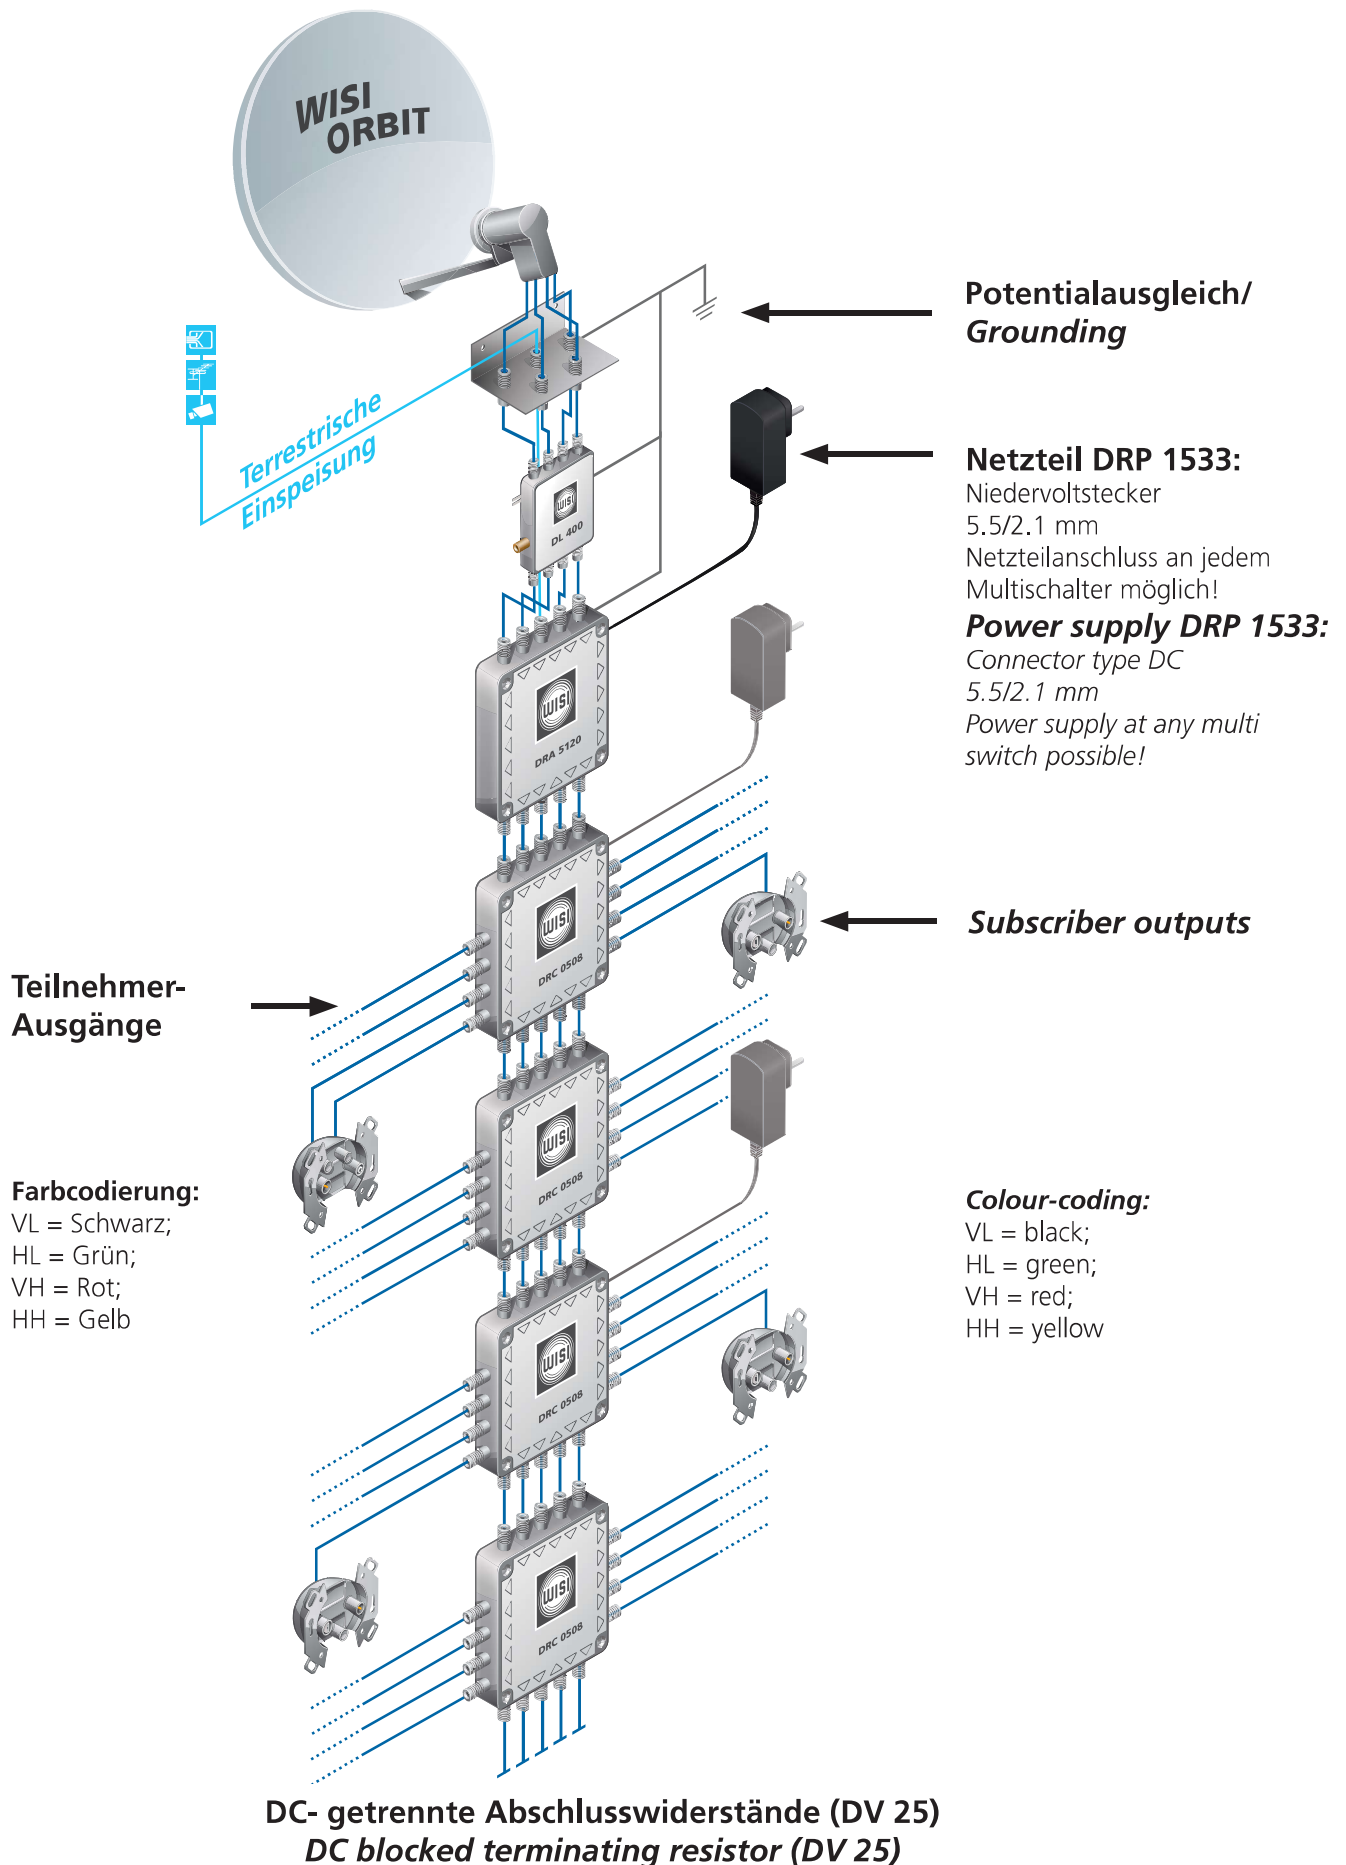 WISI
ORBIT
Potentialausgleich/
Grounding
Terrestrische
Einspeisung
Netzteil DRP 1533:
Niedervoltstecker
5.5/2.1 mm
Netzteilanschluss an jedem
Multischalter möglich!
Power supply DRP 1533:
Connector type DC
5.5/2.1 mm
Power supply at any multi
switch possible!
WISI
DL 400
WISI
DRA 5120
WISI
DRC 0508
Subscriber outputs
Teilnehmer-
Ausgänge
WISI
DRC 0508
Farbcodierung:
VL = Schwarz;
HL = Grün;
VH = Rot;
HH = Gelb
Colour-coding:
VL = black;
HL = green;
VH = red;
HH = yellow
WISI
DRC 0508
WISI
DRC 0508
DC- getrennte Abschlusswiderstände (DV 25)
DC blocked terminating resistor (DV 25)